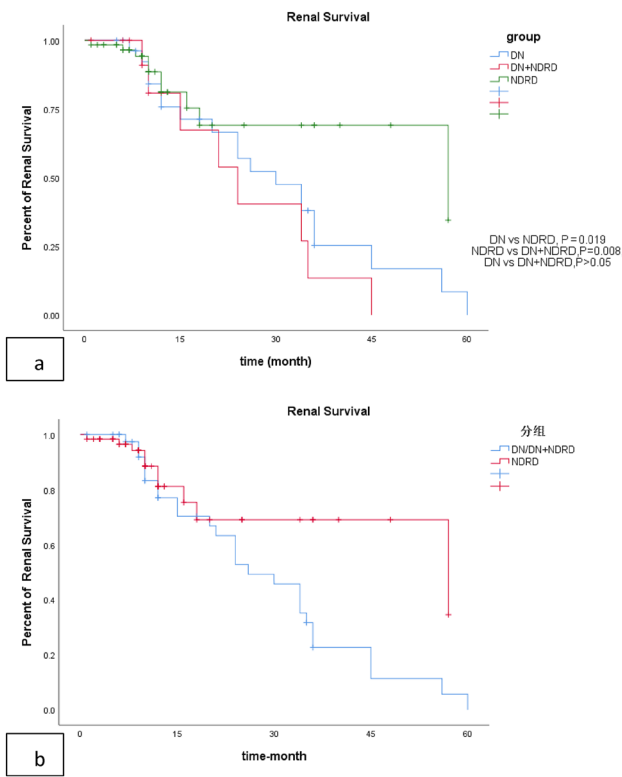 Renal Survival
group
DN
DN+NDRD
NDRD
1.00
0.75
0.50
0.25
0.00
Percent of Renal Survival
DN vs NDRD, P=0.019
NDRD vs DN+NDRD,P=0.008
DN vs DN+NDRD,P>0.05
0 15 30 45 60
time (month)
a
Renal Survival
分组
DN/DN+NDRD
NDRD
1.0
0.8
0.6
0.4
0.2
0.0
Percent of Renal Survival
0 15 30 45 60
time-month
b